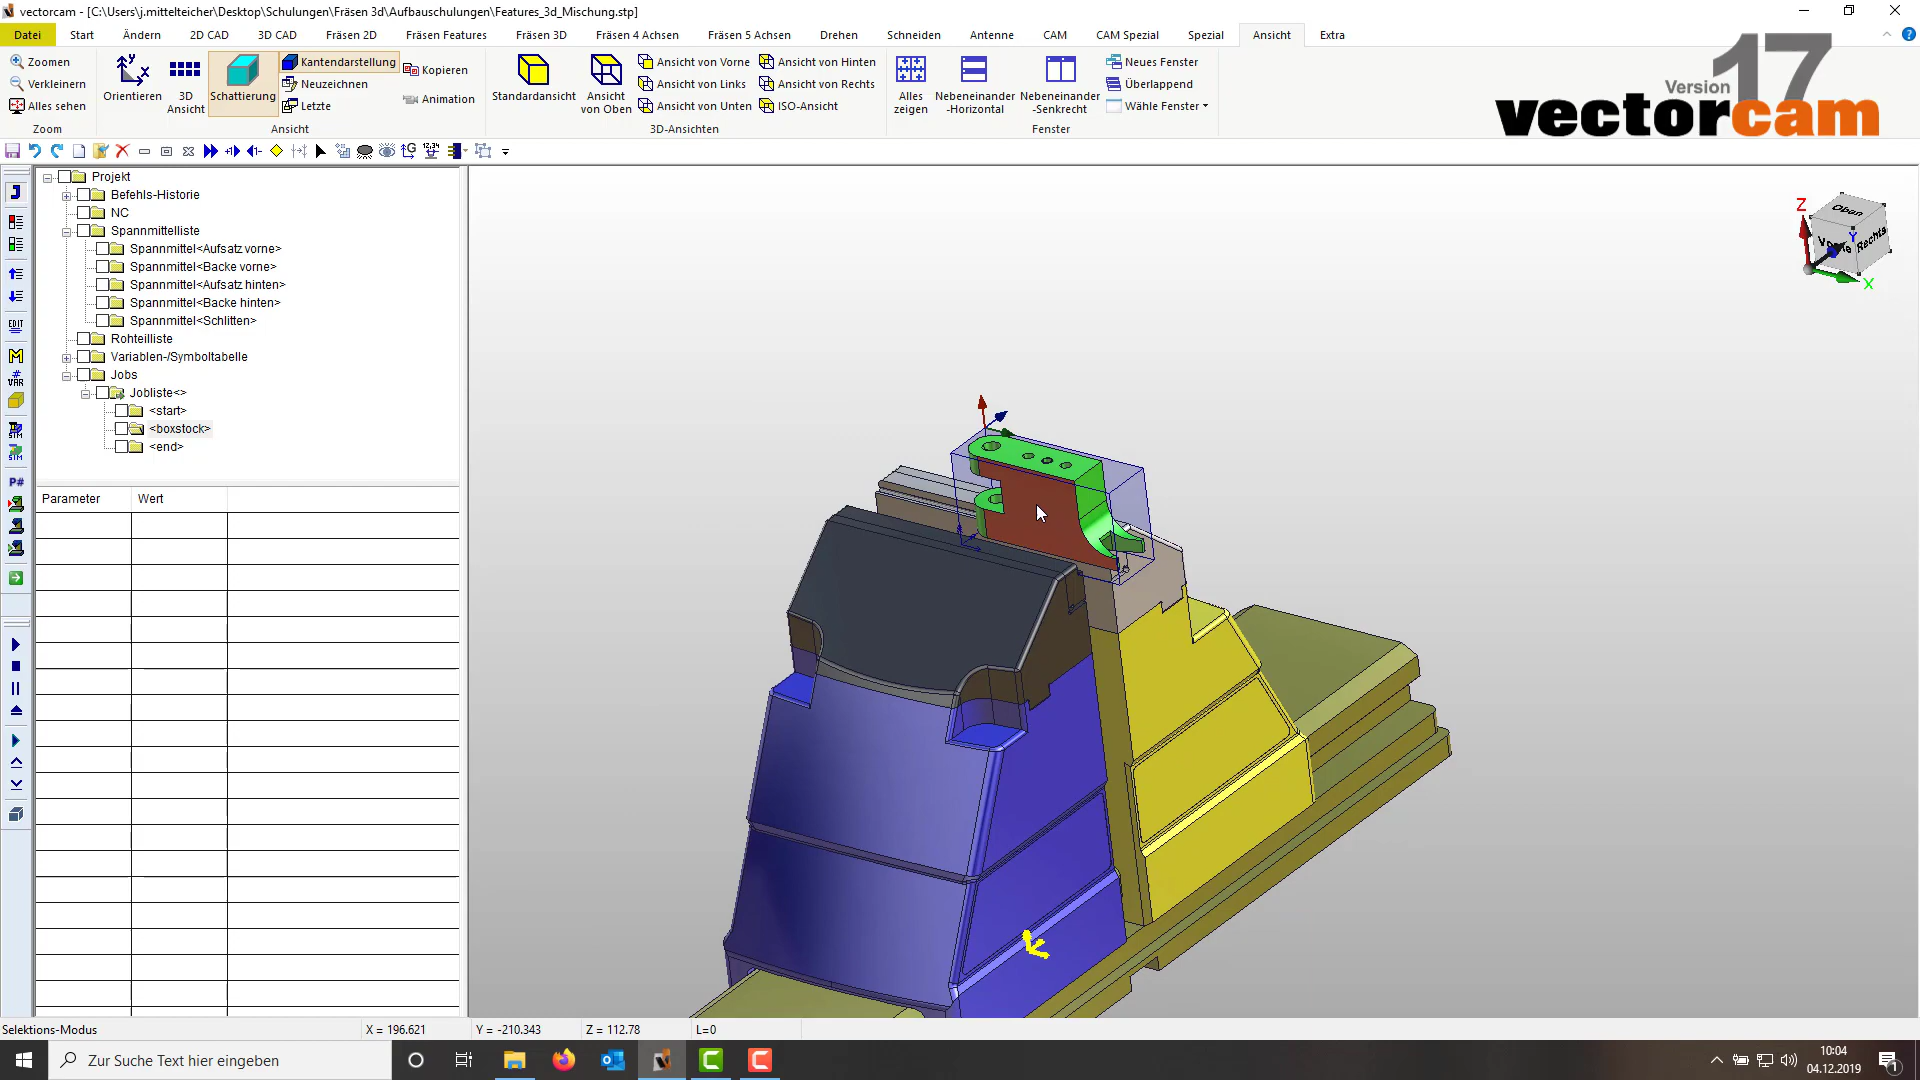 vectorcam - [C:\Users\j.mittelteicher\Desktop\Schulungen\Fräsen 3d\Aufbauschulungen\Features_3d_Mischung.stp]
Datei Start Ändern 2D CAD 3D CAD Fräsen 2D Fräsen Features Fräsen 3D Fräsen 4 Achsen Fräsen 5 Achsen Drehen Schneiden Antenne CAM CAM Spezial Spezial Ansicht Extra
Zoomen
Verkleinern
Alles sehen
Zoom
Orientieren
3D Ansicht
Schattierung
Kantendarstellung
Neuzeichnen
Letzte
Kopieren
Animation
Ansicht
Standardansicht
Ansicht von Oben
Ansicht von Vorne
Ansicht von Links
Ansicht von Unten
Ansicht von Hinten
Ansicht von Rechts
ISO-Ansicht
3D-Ansichten
Alles zeigen
Nebeneinander -Horizontal
Nebeneinander -Senkrecht
Neues Fenster
Überlappend
Wähle Fenster
Fenster
Version 17
vectorcam
Projekt
Befehls-Historie
NC
Spannmittelliste
Spannmittel<Aufsatz vorne>
Spannmittel<Backe vorne>
Spannmittel<Aufsatz hinten>
Spannmittel<Backe hinten>
Spannmittel<Schlitten>
Rohteilliste
Variablen-/Symboltabelle
Jobs
Jobliste<>
<start>
<boxstock>
<end>
Parameter Wert
EDIT
M
# VAR
SIM
SIM
P#
Z
Oben
Rechts
Y
X
Selektions-Modus X = 196.621 Y = -210.343 Z = 112.78 L=0
Zur Suche Text hier eingeben
10:04
04.12.2019